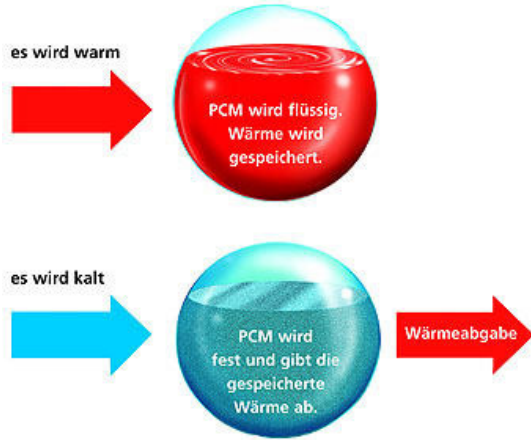 es wird warm
PCM wird flüssig.
Wärme wird
gespeichert.
es wird kalt
PCM wird
fest und gibt die
gespeicherte
Wärme ab.
Wärmeabgabe